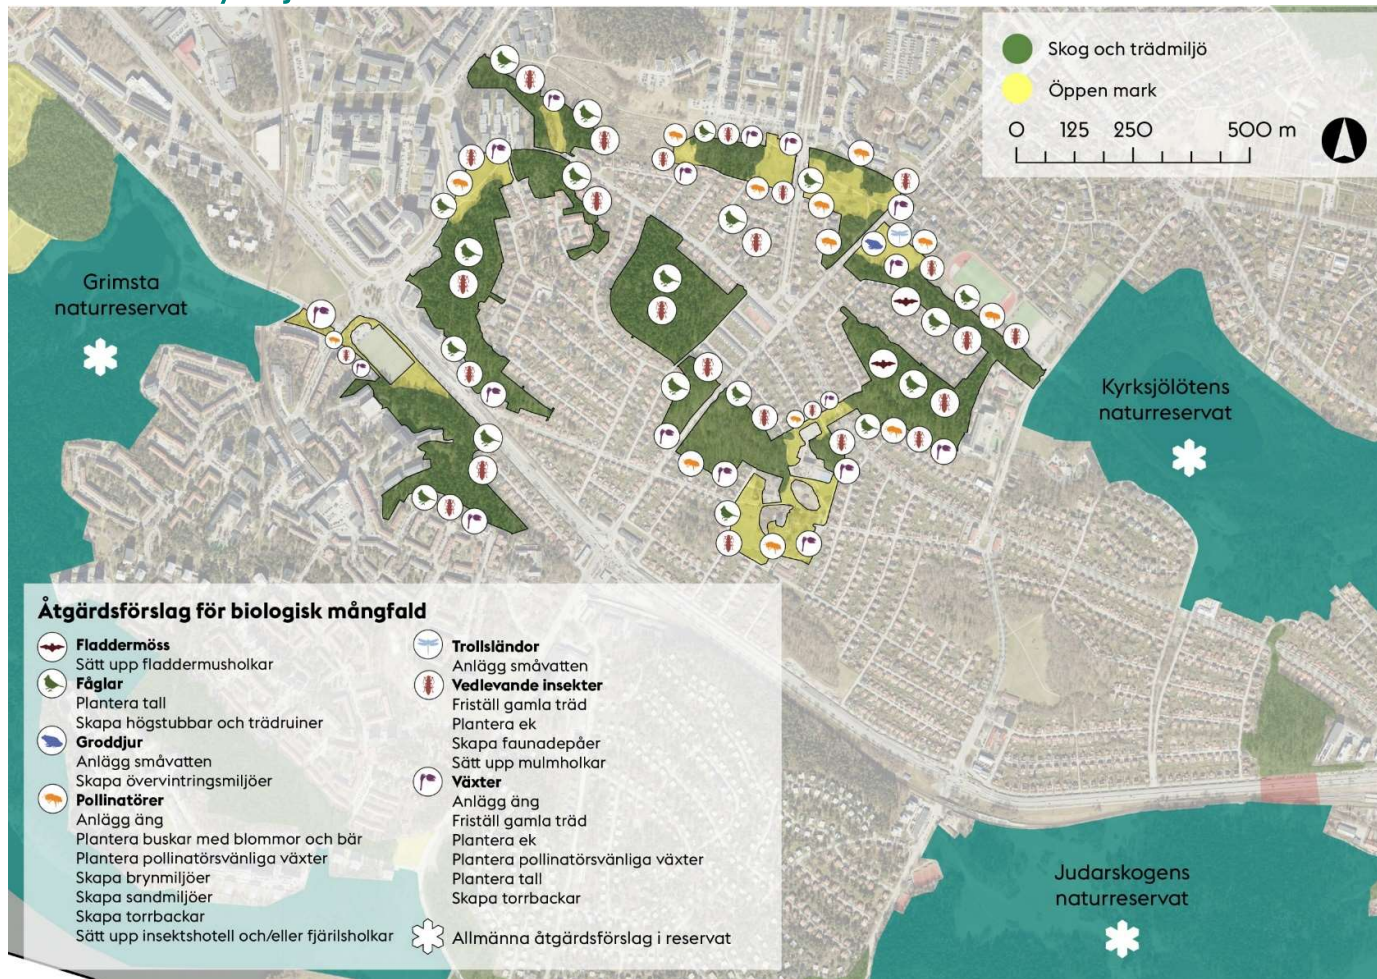 Skog och trädmiljö
Öppen mark
0 125 250 500 m
Grimsta
naturreservat
Kyrksjölötens
naturreservat
Judarskogens
naturreservat
Åtgärdsförslag för biologisk mångfald
Fladdermöss
Sätt upp fladdermusholkar
Fåglar
Plantera tall
Skapa högstubbar och trädruiner
Groddjur
Anlägg småvatten
Skapa övervintringsmiljöer
Pollinatörer
Anlägg äng
Plantera buskar med blommor och bär
Plantera pollinatörsvänliga växter
Skapa brynmiljöer
Skapa sandmiljöer
Skapa torrbackar
Sätt upp insektshotell och/eller fjärilsholkar
Trollsländor
Anlägg småvatten
Vedlevande insekter
Friställ gamla träd
Plantera ek
Skapa faunadepåer
Sätt upp mulmholkar
Växter
Anlägg äng
Friställ gamla träd
Plantera ek
Plantera pollinatörsvänliga växter
Plantera tall
Skapa torrbackar
Allmänna åtgärdsförslag i reservat